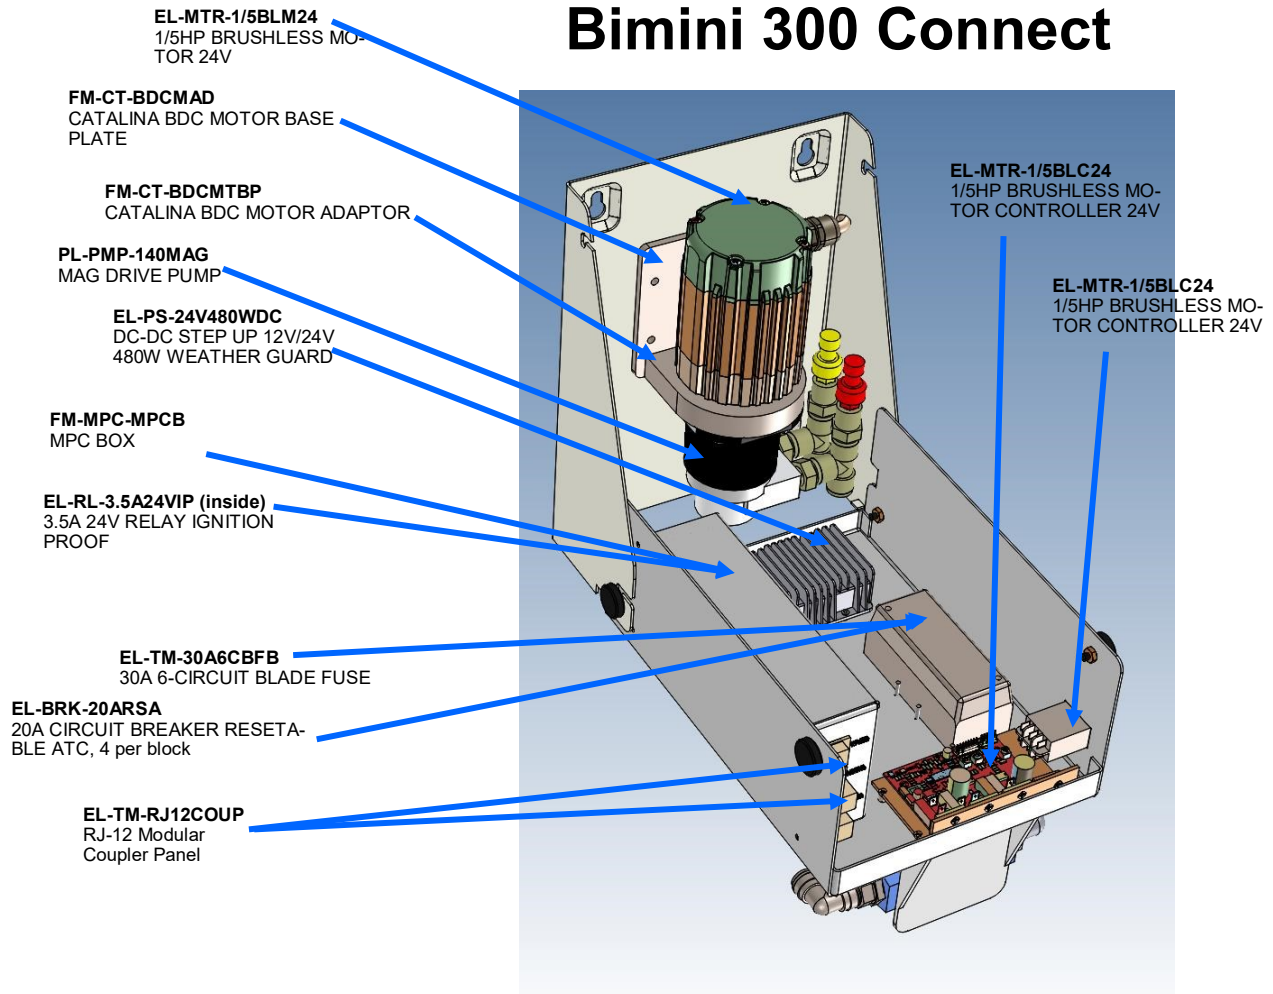 Bimini 300 Connect
EL-MTR-1/5BLM24
1/5HP BRUSHLESS MO-
TOR 24V
FM-CT-BDCMAD
CATALINA BDC MOTOR BASE
PLATE
FM-CT-BDCMTBP
CATALINA BDC MOTOR ADAPTOR
PL-PMP-140MAG
MAG DRIVE PUMP
EL-PS-24V480WDC
DC-DC STEP UP 12V/24V
480W WEATHER GUARD
FM-MPC-MPCB
MPC BOX
EL-RL-3.5A24VIP (inside)
3.5A 24V RELAY IGNITION
PROOF
EL-TM-30A6CBFB
30A 6-CIRCUIT BLADE FUSE
EL-BRK-20ARSA
20A CIRCUIT BREAKER RESETA-
BLE ATC, 4 per block
EL-TM-RJ12COUP
RJ-12 Modular
Coupler Panel
EL-MTR-1/5BLC24
1/5HP BRUSHLESS MO-
TOR CONTROLLER 24V
EL-MTR-1/5BLC24
1/5HP BRUSHLESS MO-
TOR CONTROLLER 24V